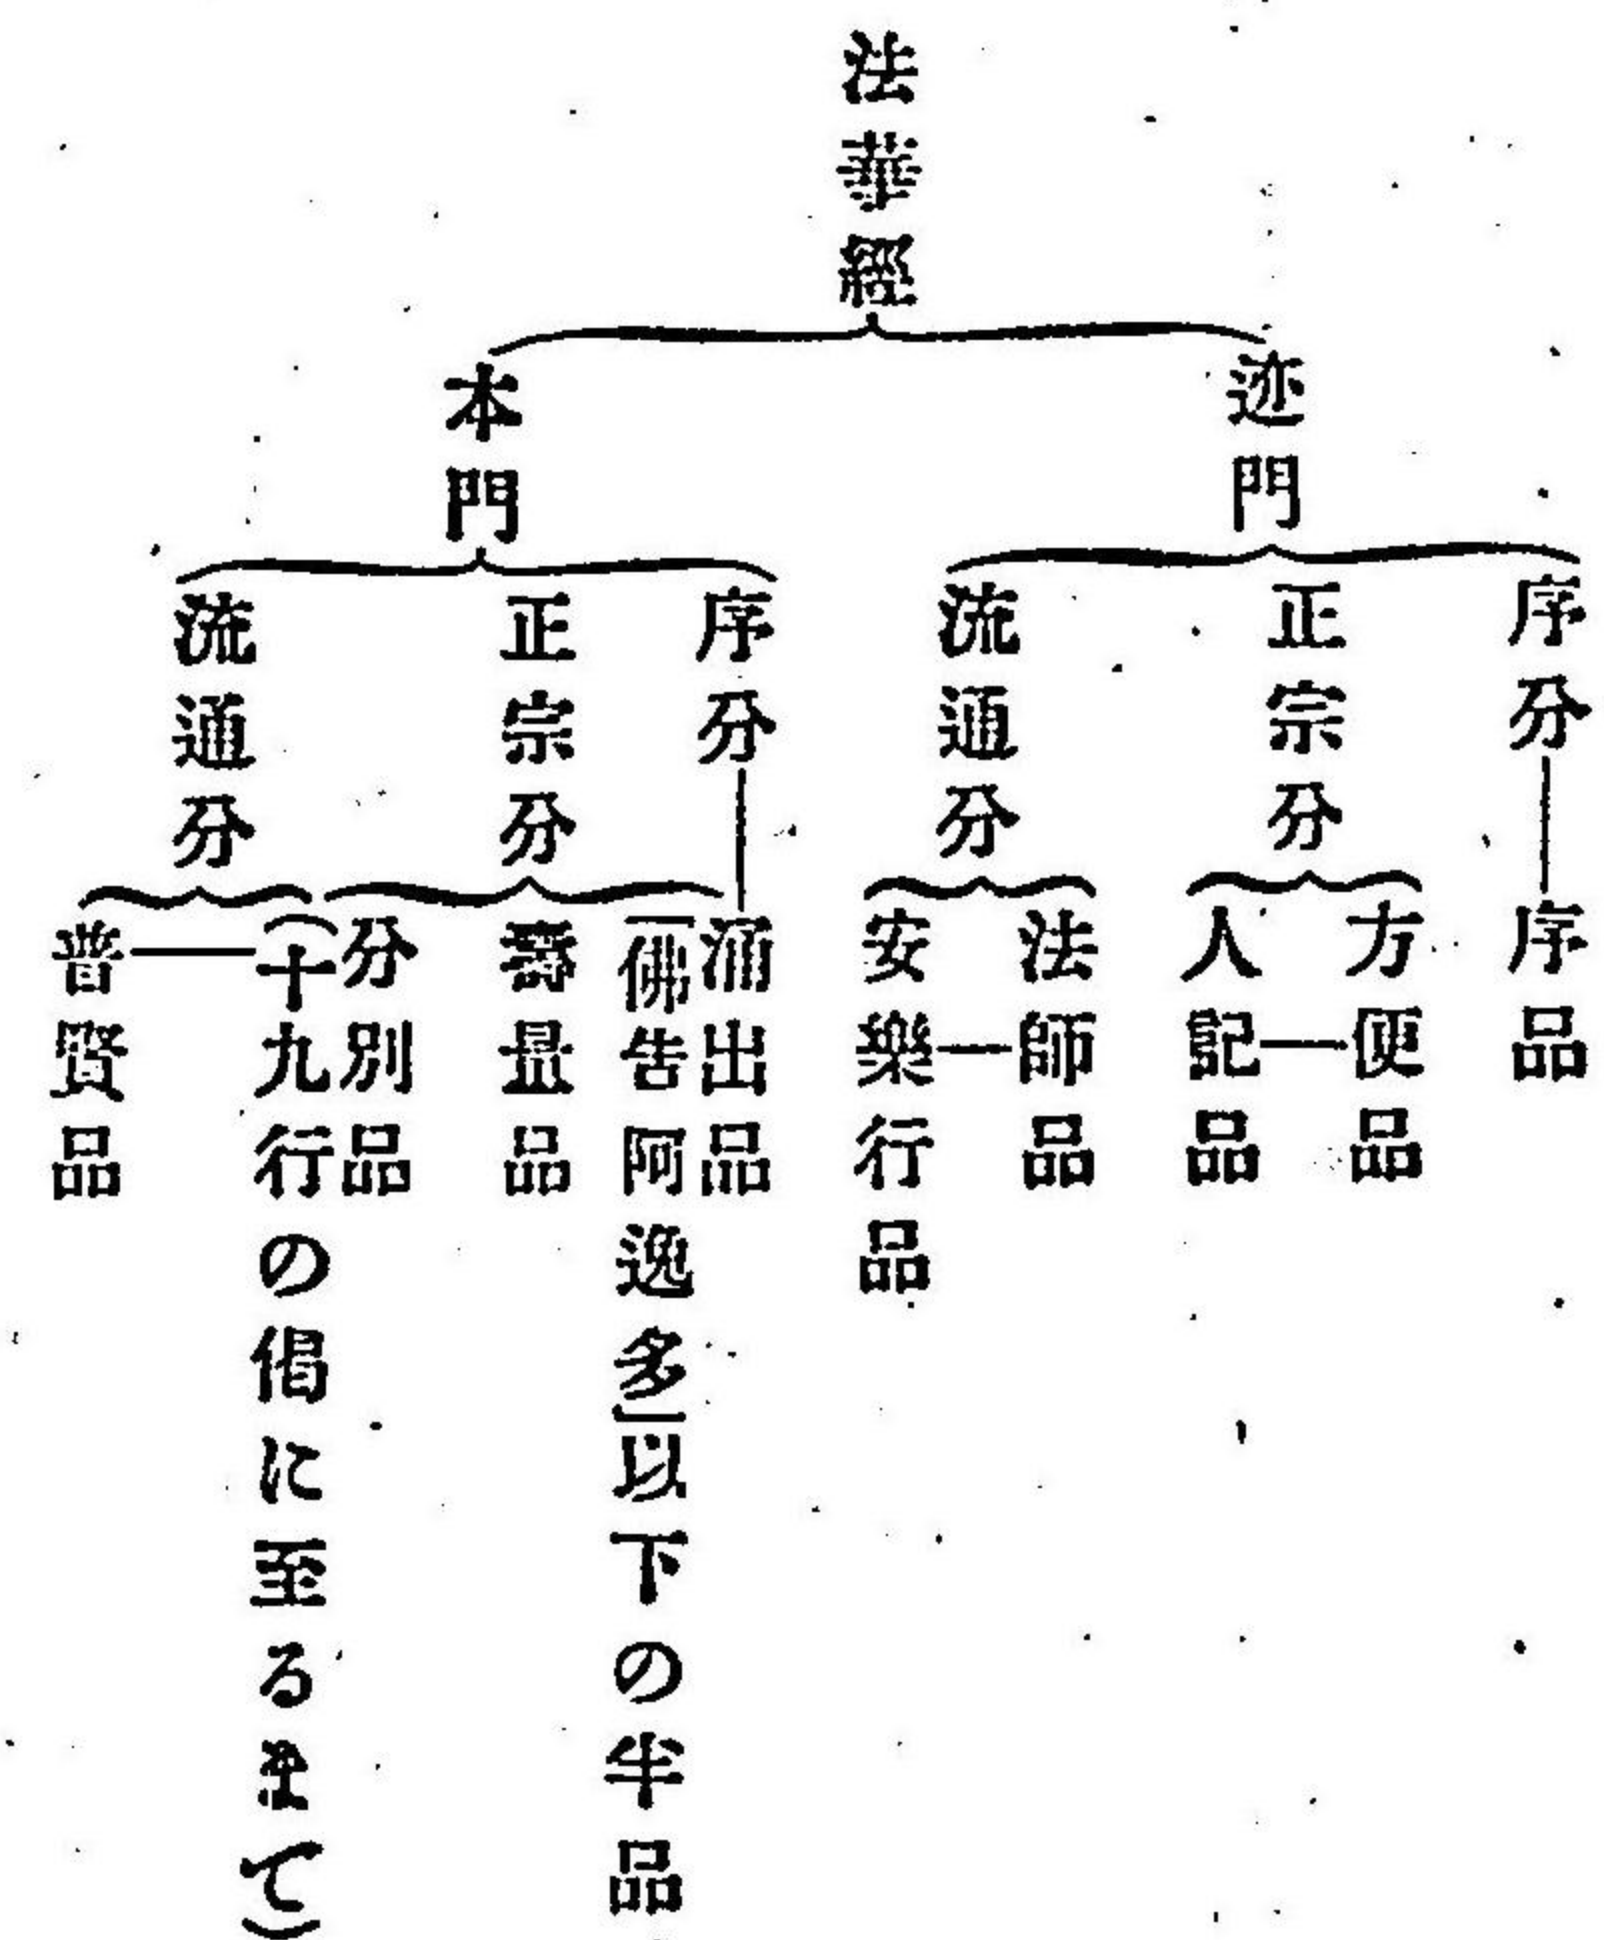 法華經
迹門
序分—序品
正宗分
方便品—人記品
流通分
法師品—安樂行品
本門
序分—涌出品
正宗分
「佛告阿逸多」以下の半品
壽量品
分別品
(十九行の偈に至るまて)
流通分
—普賢品